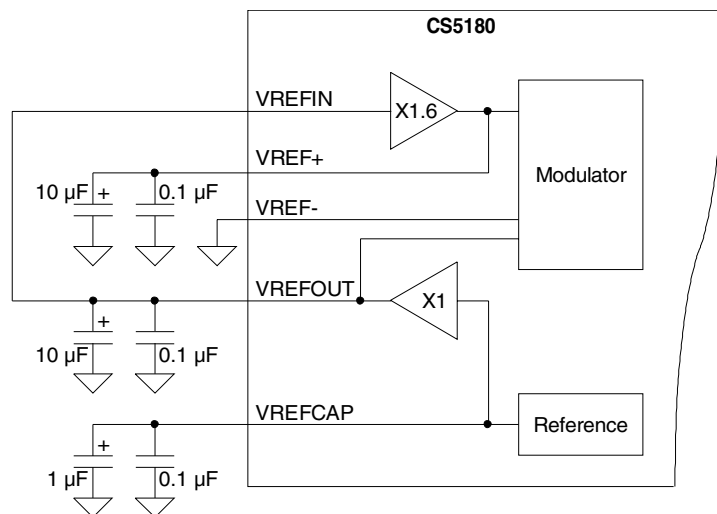 CS5180
VREFIN
X1.6
VREF+
10 µF
+
0.1 µF
Modulator
VREF-
VREFOUT
X1
+
10 µF
0.1 µF
VREFCAP
Reference
+
1 µF
0.1 µF